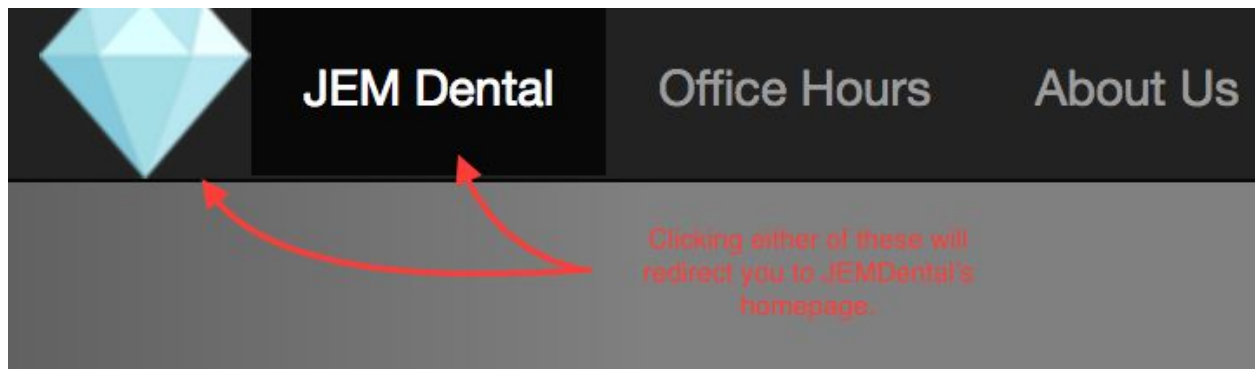 JEM Dental Office Hours About Us
Clicking either of these will
redirect you to JEMDental's
homepage.